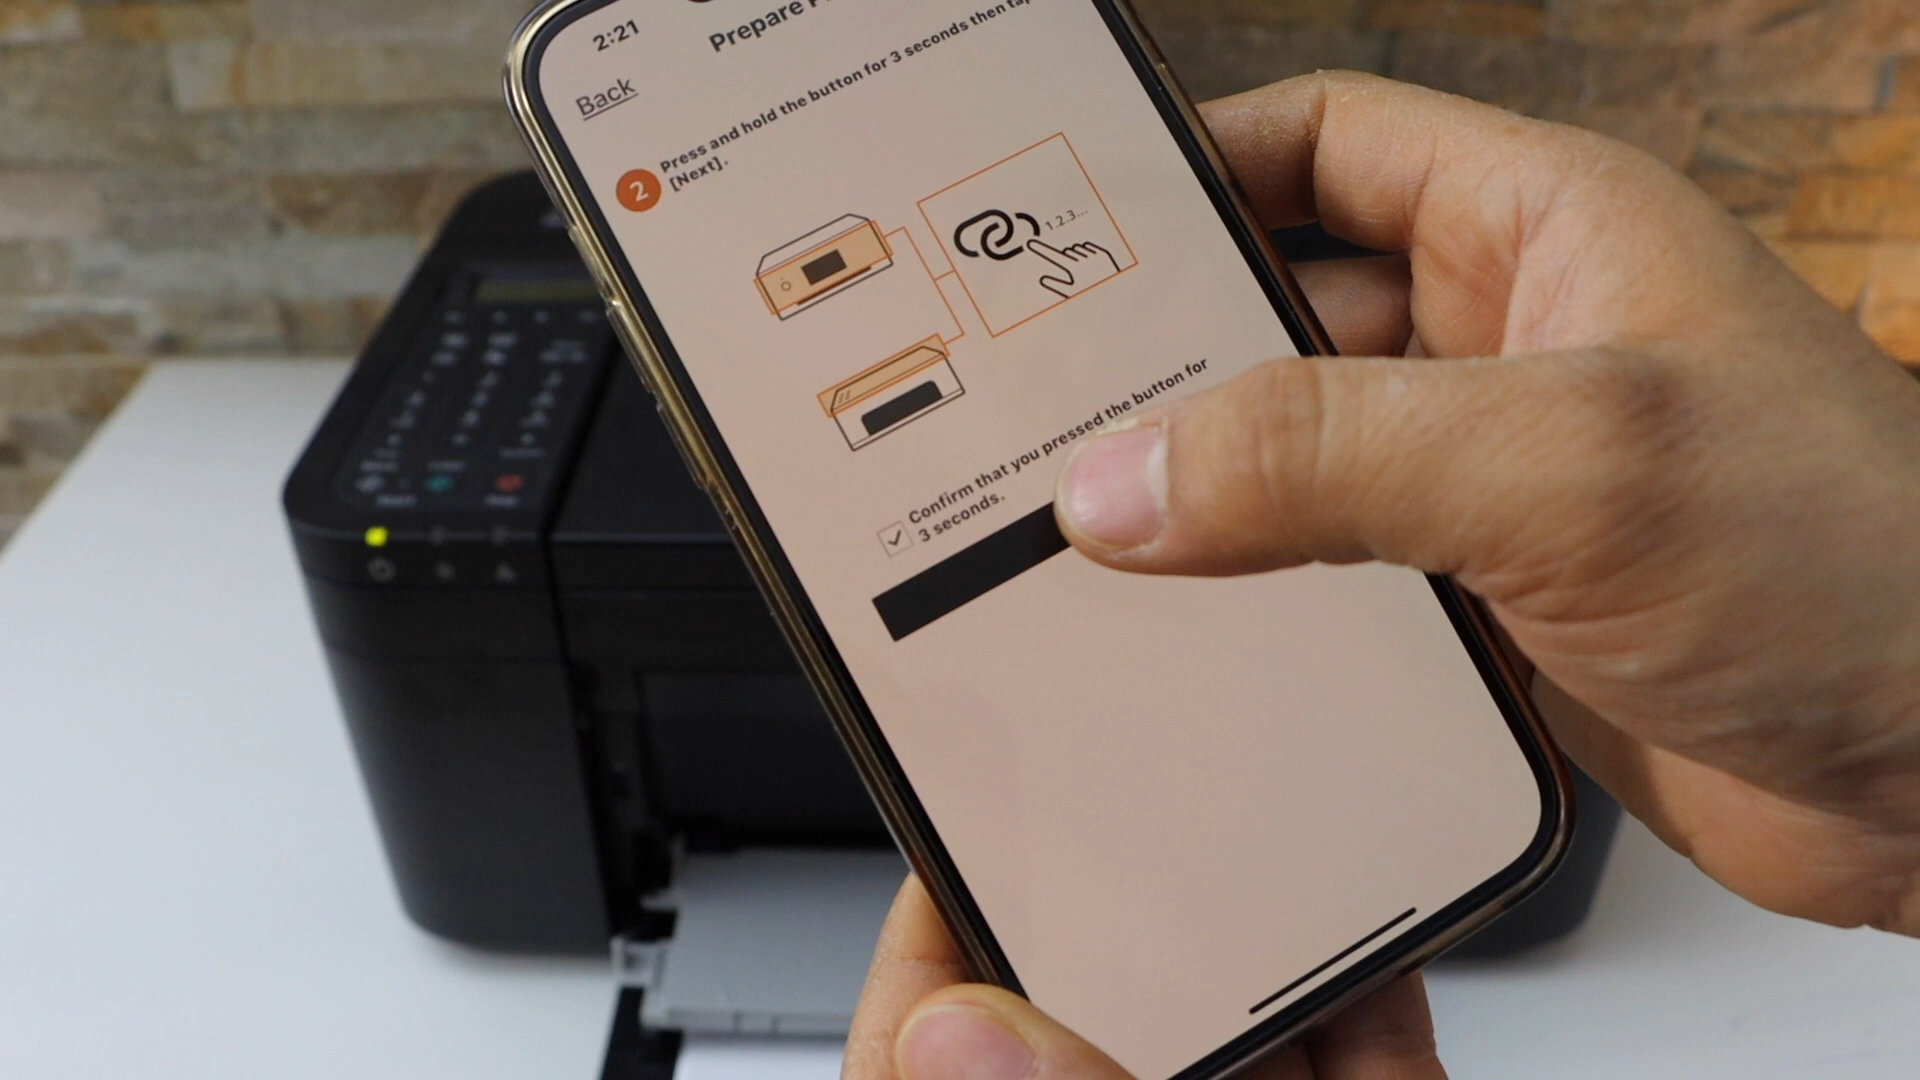 2:21
Prepare
Back
2 Press and hold the button for 3 seconds then tap
[Next].
1.2.3...
Confirm that you pressed the button for
3 seconds.